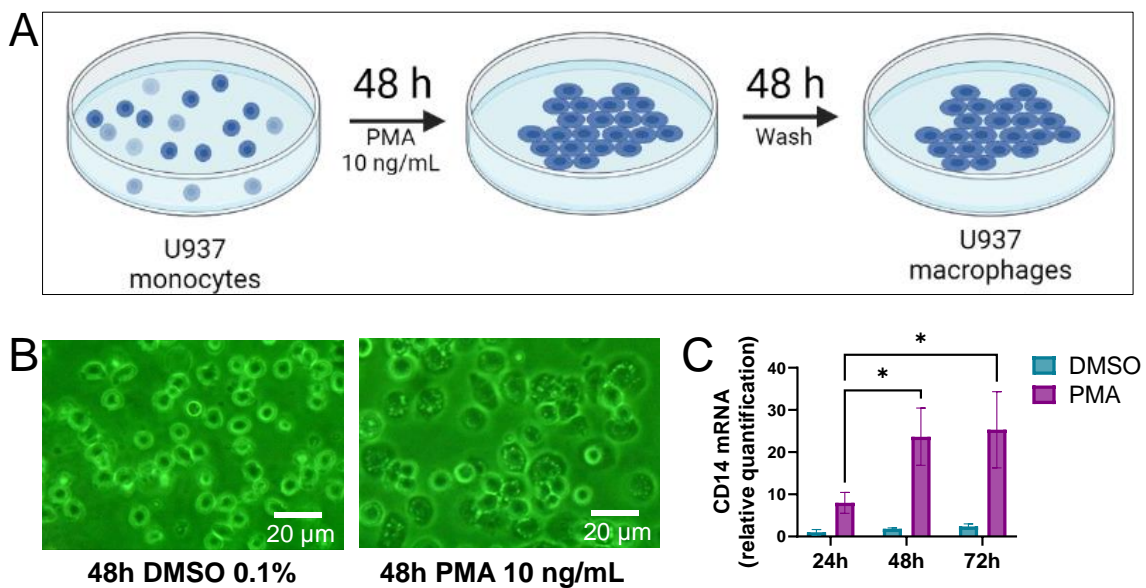 A
48 h
PMA
10 ng/mL
48 h
Wash
U937
monocytes
U937
macrophages
B
20 µm
20 µm
48h DMSO 0.1%
48h PMA 10 ng/mL
C
CD14 mRNA
(relative quantification)
40
30
20
10
0
*
*
24h
48h
72h
DMSO
PMA